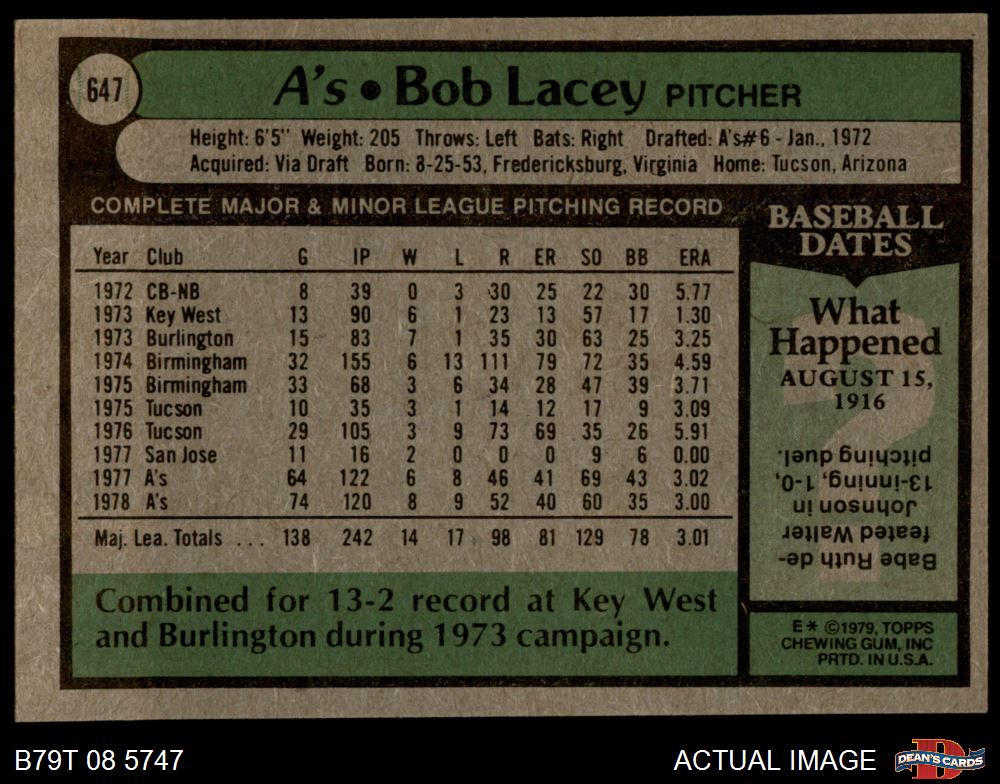 647
A's • Bob Lacey PITCHER
Height: 6'5" Weight: 205 Throws: Left Bats: Right Drafted: A's#6 - Jan., 1972
Acquired: Via Draft Born: 8-25-53, Fredericksburg, Virginia Home: Tucson, Arizona
COMPLETE MAJOR & MINOR LEAGUE PITCHING RECORD
Year Club G IP W L R ER SO BB ERA
1972 CB-NB 8 39 0 3 30 25 22 30 5.77
1973 Key West 13 90 6 1 23 13 57 17 1.30
1973 Burlington 15 83 7 1 35 30 63 25 3.25
1974 Birmingham 32 155 6 13 111 79 72 35 4.59
1975 Birmingham 33 68 3 6 34 28 47 39 3.71
1975 Tucson 10 35 3 1 14 12 17 9 3.09
1976 Tucson 29 105 3 9 73 69 35 26 5.91
1977 San Jose 11 16 2 0 0 0 9 6 0.00
1977 A's 64 122 6 8 46 41 69 43 3.02
1978 A's 74 120 8 9 52 40 60 35 3.00
Maj. Lea. Totals ... 138 242 14 17 98 81 129 78 3.01
Combined for 13-2 record at Key West
and Burlington during 1973 campaign.
BASEBALL
DATES
What
Happened
AUGUST 15,
1916
Babe Ruth de-
feated Walter
Johnson in
13-inning, 1-0,
pitching duel.
E* ©1979, TOPPS
CHEWING GUM, INC
PRTD. IN U.S.A.
B79T 08 5747
ACTUAL IMAGE
DEAN'S CARDS